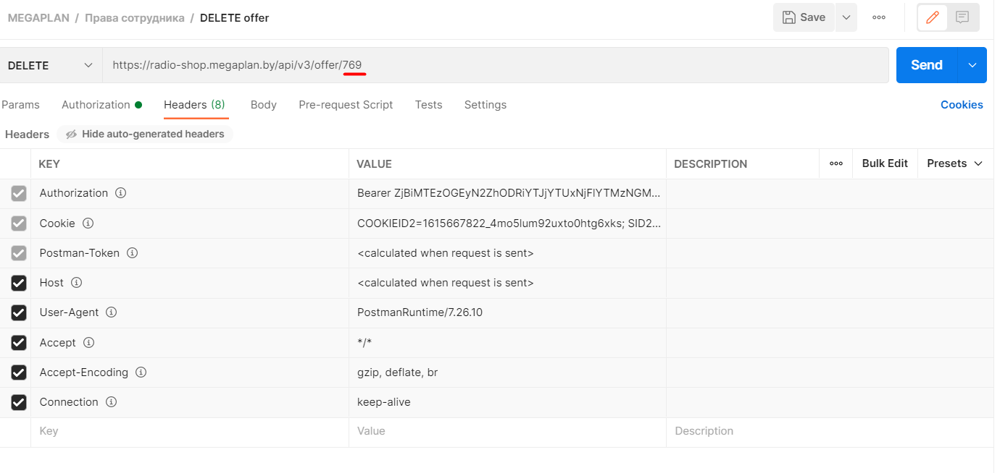 MEGAPLAN / Права сотрудника / DELETE offer
Save
DELETE
https://radio-shop.megaplan.by/api/v3/offer/769
Send
Params
Authorization
Headers (8)
Body
Pre-request Script
Tests
Settings
Cookies
Headers
Hide auto-generated headers
KEY VALUE DESCRIPTION Bulk Edit Presets
Authorization Bearer ZjBiMTEzOGEyN2ZhODRiYTJjYTUxNjFlYTMzNGM...
Cookie COOKIEID2=1615667822_4mo5lum92uxto0htg6xks; SID2...
Postman-Token <calculated when request is sent>
Host <calculated when request is sent>
User-Agent PostmanRuntime/7.26.10
Accept */*
Accept-Encoding gzip, deflate, br
Connection keep-alive
Key Value Description